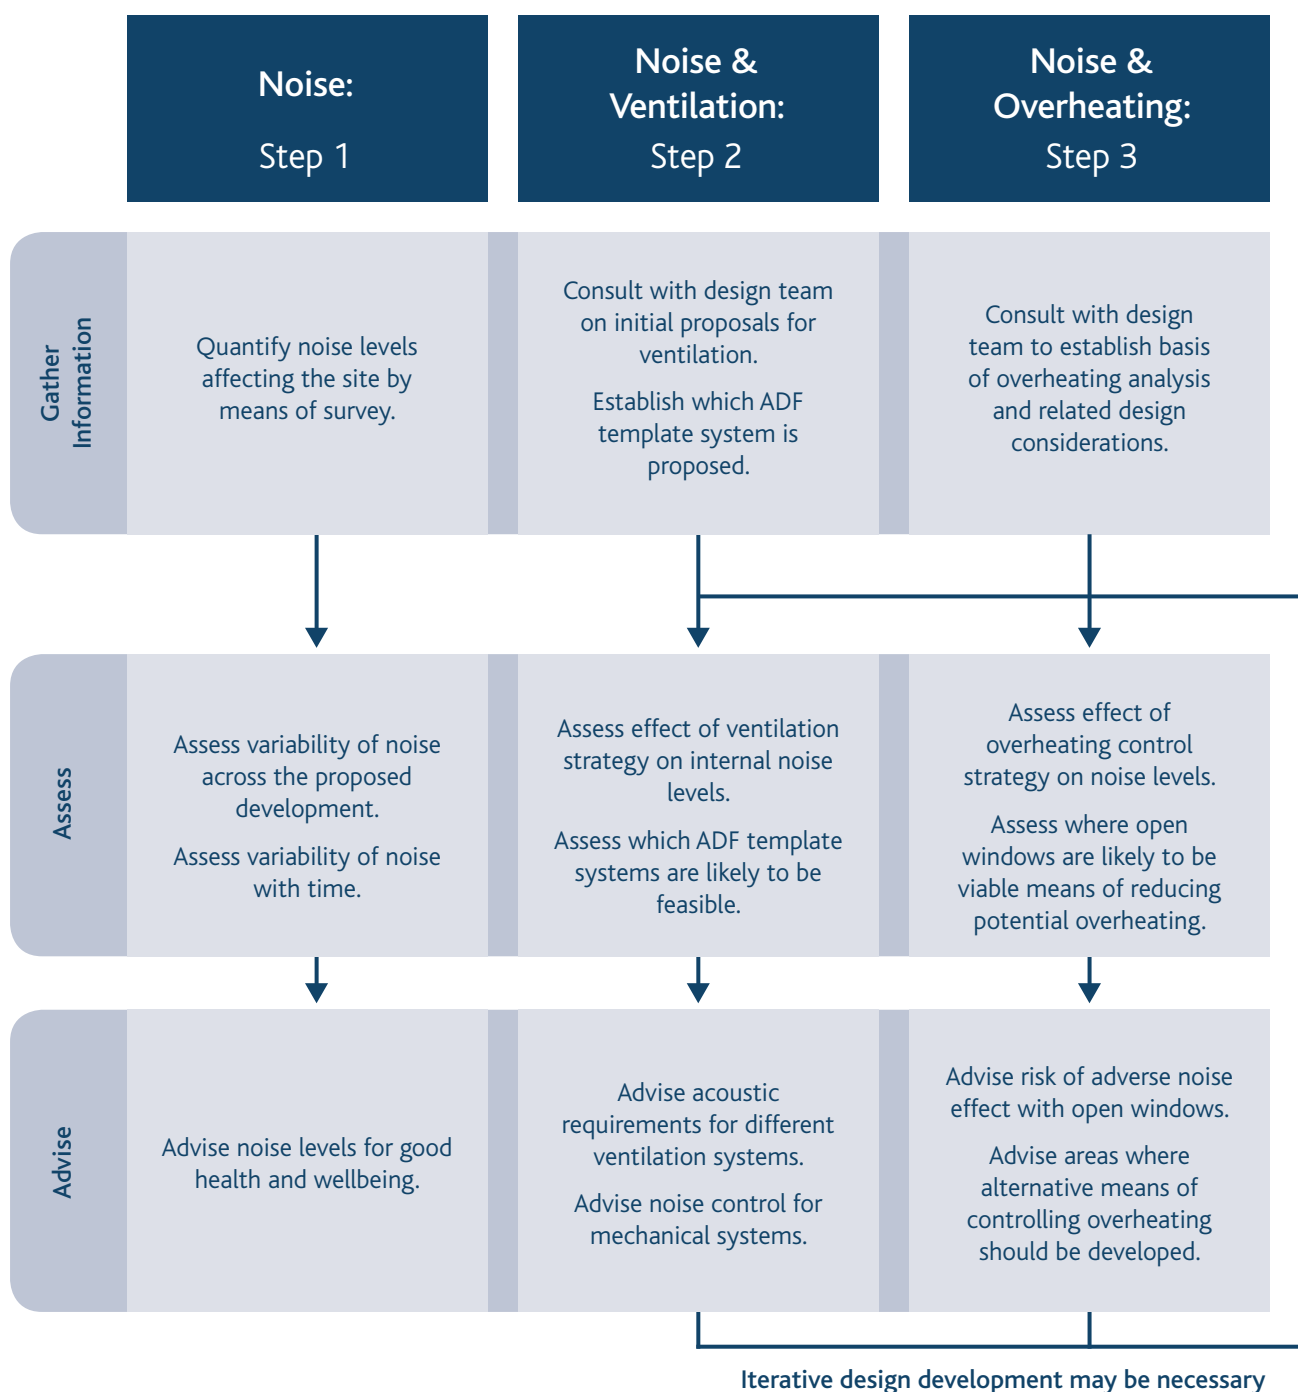 Noise:
Step 1
Noise &
Ventilation:
Step 2
Noise &
Overheating:
Step 3
Gather
Information
Quantify noise levels
affecting the site by
means of survey.
Consult with design team
on initial proposals for
ventilation.
Establish which ADF
template system is
proposed.
Consult with design
team to establish basis
of overheating analysis
and related design
considerations.
Assess
Assess variability of noise
across the proposed
development.
Assess variability of noise
with time.
Assess effect of ventilation
strategy on internal noise
levels.
Assess which ADF template
systems are likely to be
feasible.
Assess effect of
overheating control
strategy on noise levels.
Assess where open
windows are likely to be
viable means of reducing
potential overheating.
Advise
Advise noise levels for good
health and wellbeing.
Advise acoustic
requirements for different
ventilation systems.
Advise noise control for
mechanical systems.
Advise risk of adverse noise
effect with open windows.
Advise areas where
alternative means of
controlling overheating
should be developed.
Iterative design development may be necessary